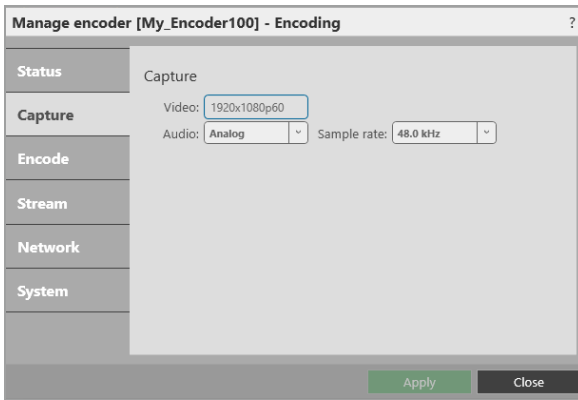 Manage encoder [My_Encoder100] - Encoding ?
Status
Capture
Encode
Stream
Network
System
Capture
Video: 1920x1080p60
Audio: Analog Sample rate: 48.0 kHz
Apply Close